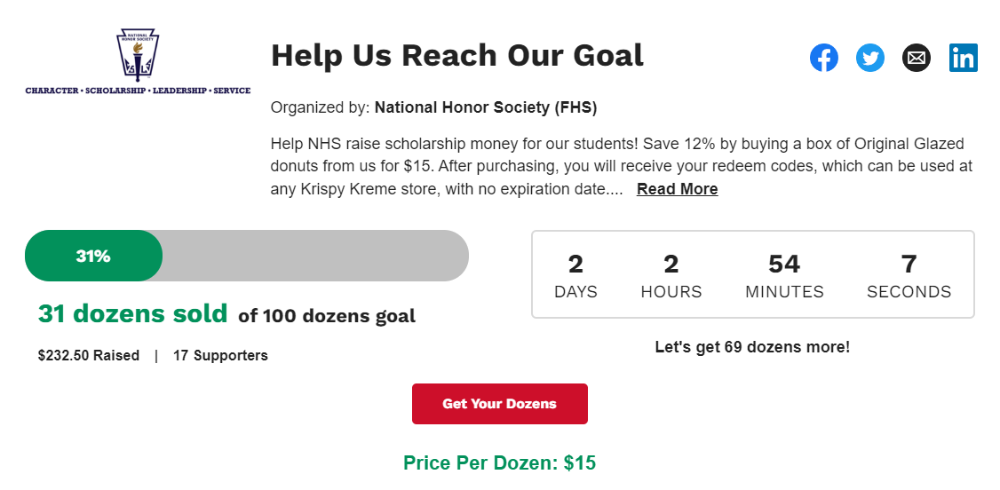 NATIONAL
HONOR SOCIETY
CHARACTER • SCHOLARSHIP • LEADERSHIP • SERVICE
Help Us Reach Our Goal
Organized by: National Honor Society (FHS)
Help NHS raise scholarship money for our students! Save 12% by buying a box of Original Glazed
donuts from us for $15. After purchasing, you will receive your redeem codes, which can be used at
any Krispy Kreme store, with no expiration date.... Read More
31%
31 dozens sold of 100 dozens goal
$232.50 Raised | 17 Supporters
2 2 54 7
DAYS HOURS MINUTES SECONDS
Let's get 69 dozens more!
Get Your Dozens
Price Per Dozen: $15